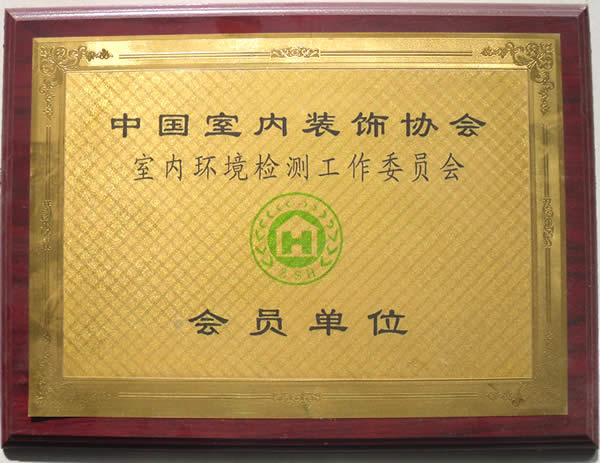 中国室内装饰协会
室内环境检测工作委员会
H
会员单位